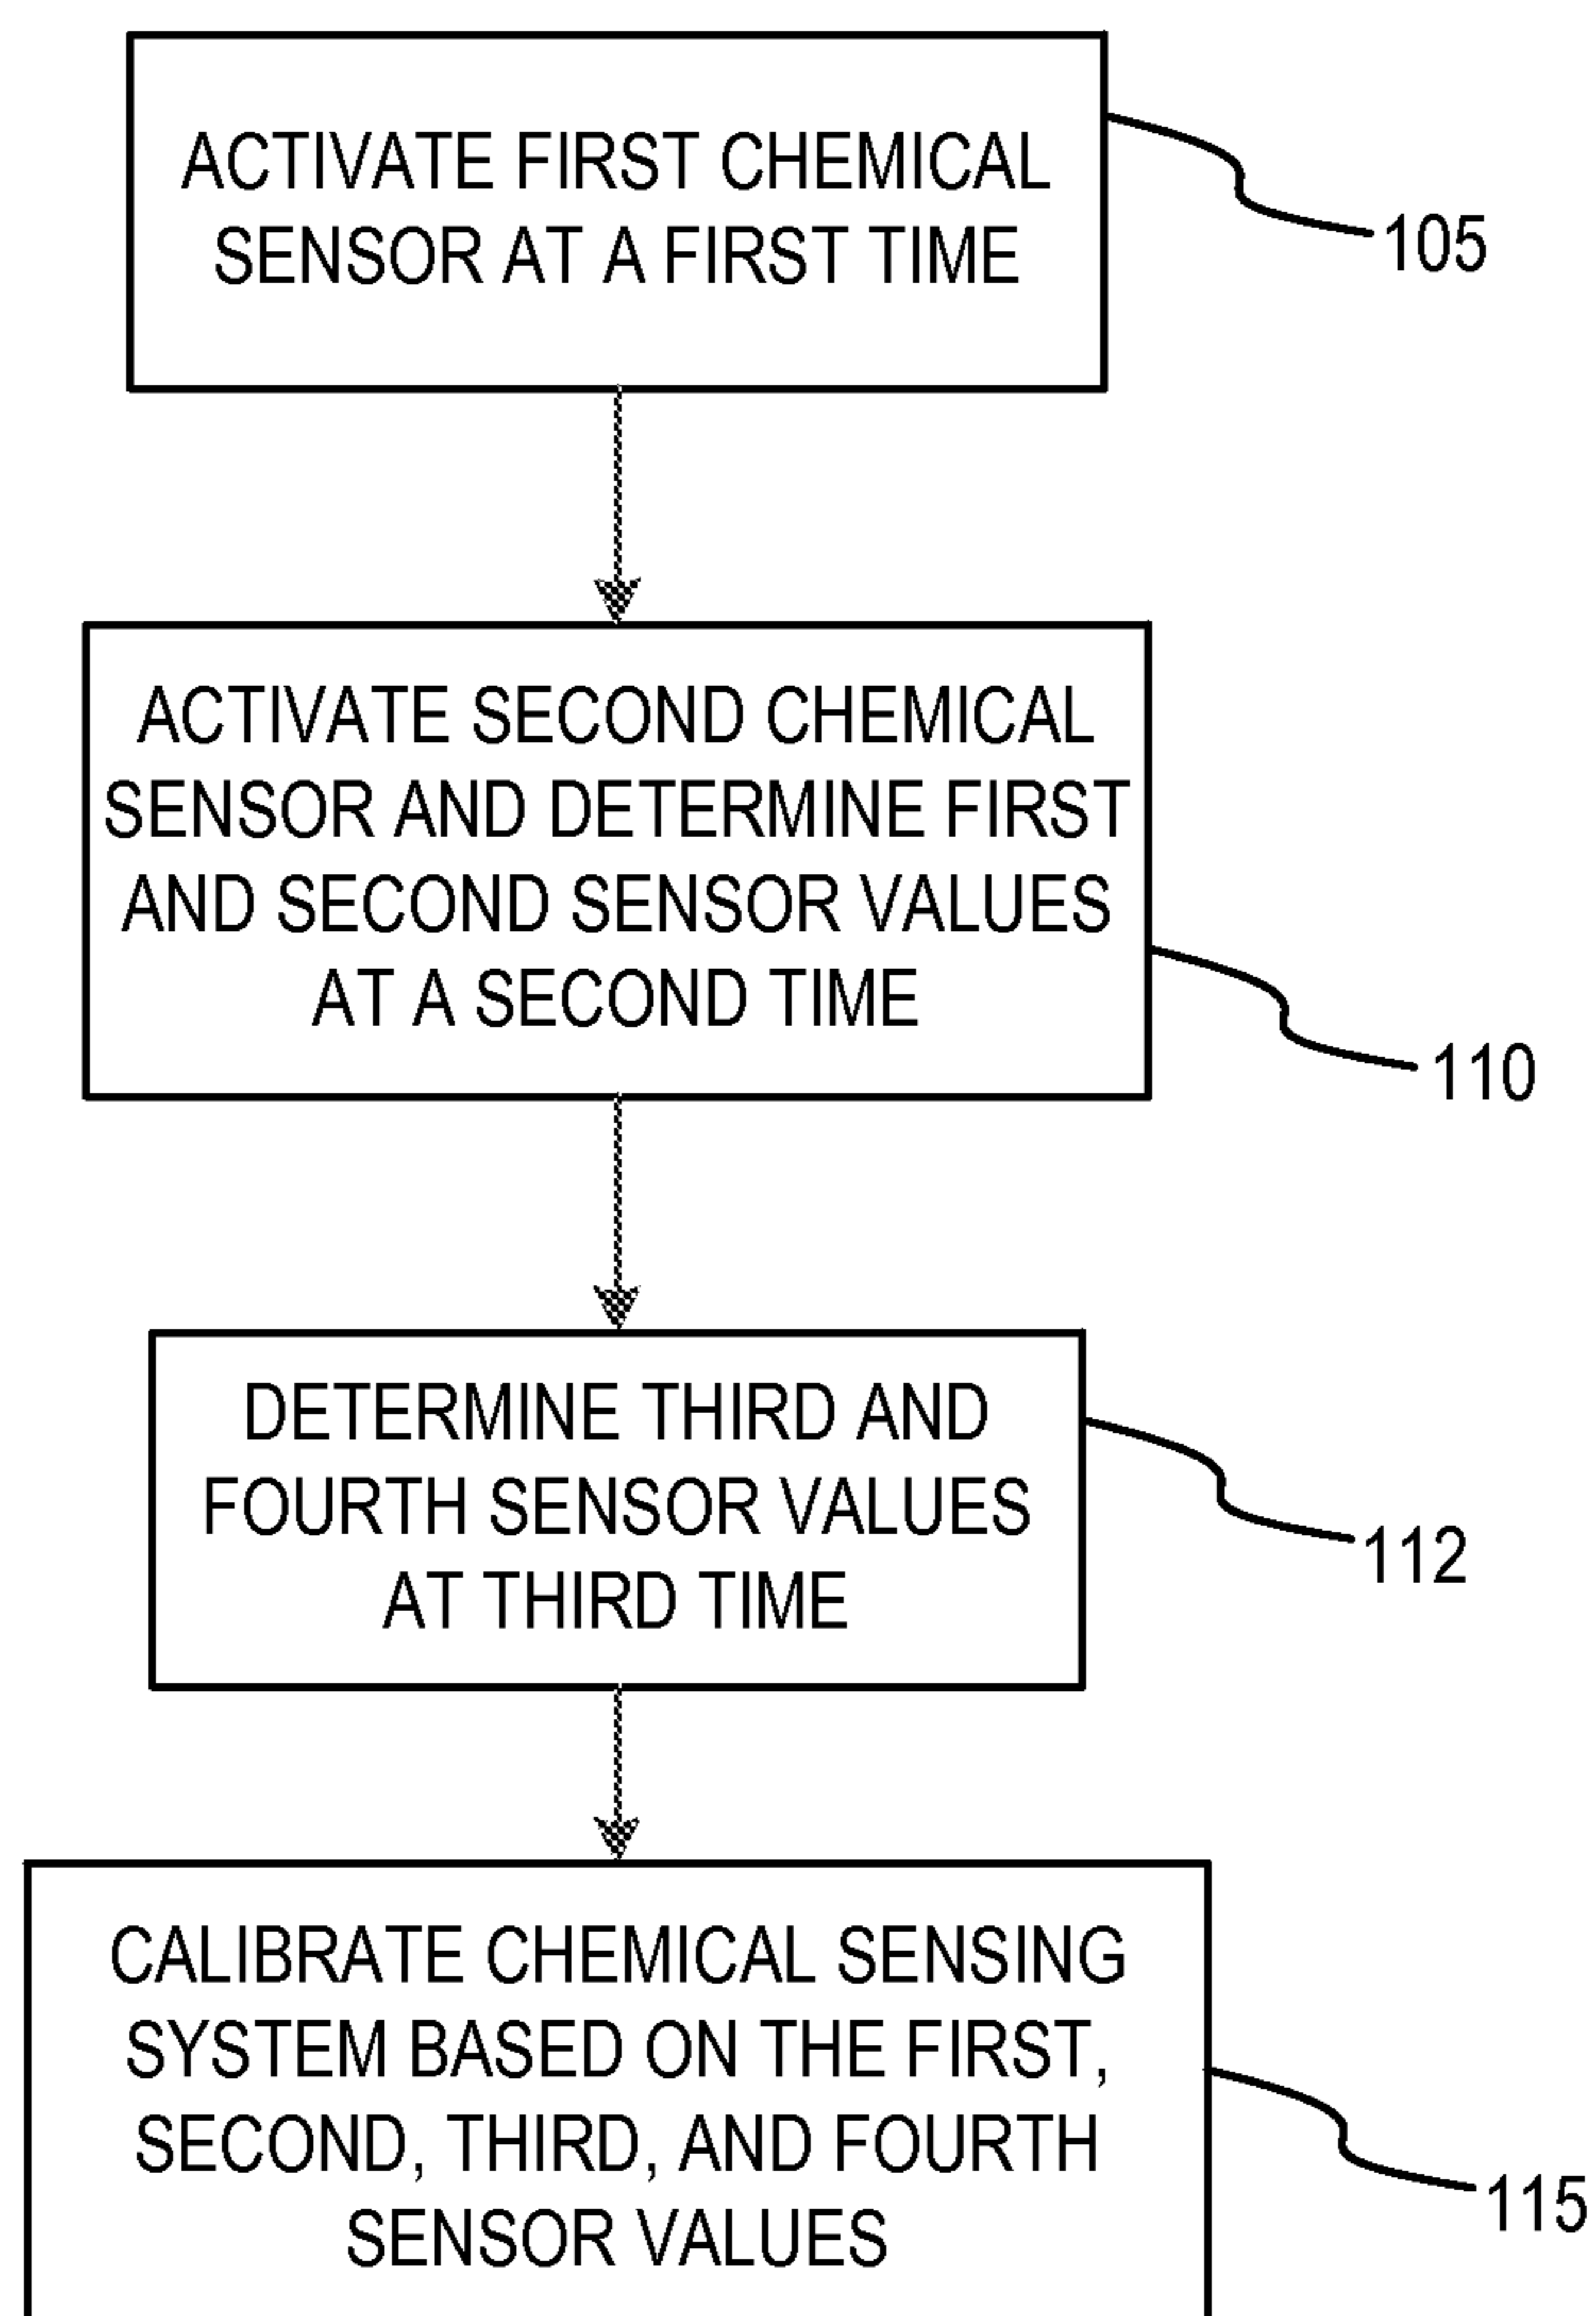 ACTIVATE FIRST CHEMICAL
SENSOR AT A FIRST TIME
105
ACTIVATE SECOND CHEMICAL
SENSOR AND DETERMINE FIRST
AND SECOND SENSOR VALUES
AT A SECOND TIME
110
DETERMINE THIRD AND
FOURTH SENSOR VALUES
AT THIRD TIME
112
CALIBRATE CHEMICAL SENSING
SYSTEM BASED ON THE FIRST,
SECOND, THIRD, AND FOURTH
SENSOR VALUES
115